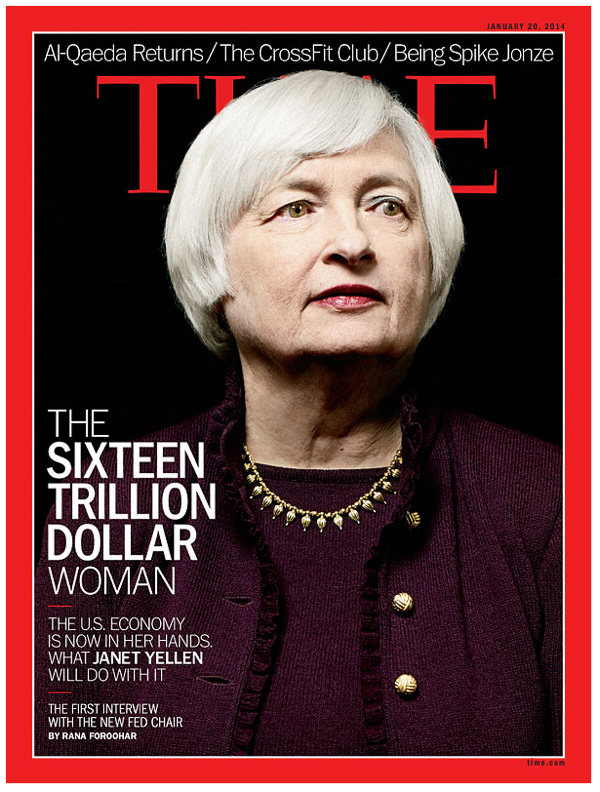 JANUARY 20, 2014
Al-Qaeda Returns / The CrossFit Club / Being Spike Jonze
TIME
THE
SIXTEEN
TRILLION
DOLLAR
WOMAN
THE U.S. ECONOMY
IS NOW IN HER HANDS.
WHAT JANET YELLEN
WILL DO WITH IT
THE FIRST INTERVIEW
WITH THE NEW FED CHAIR
BY RANA FOROOHAR
time.com